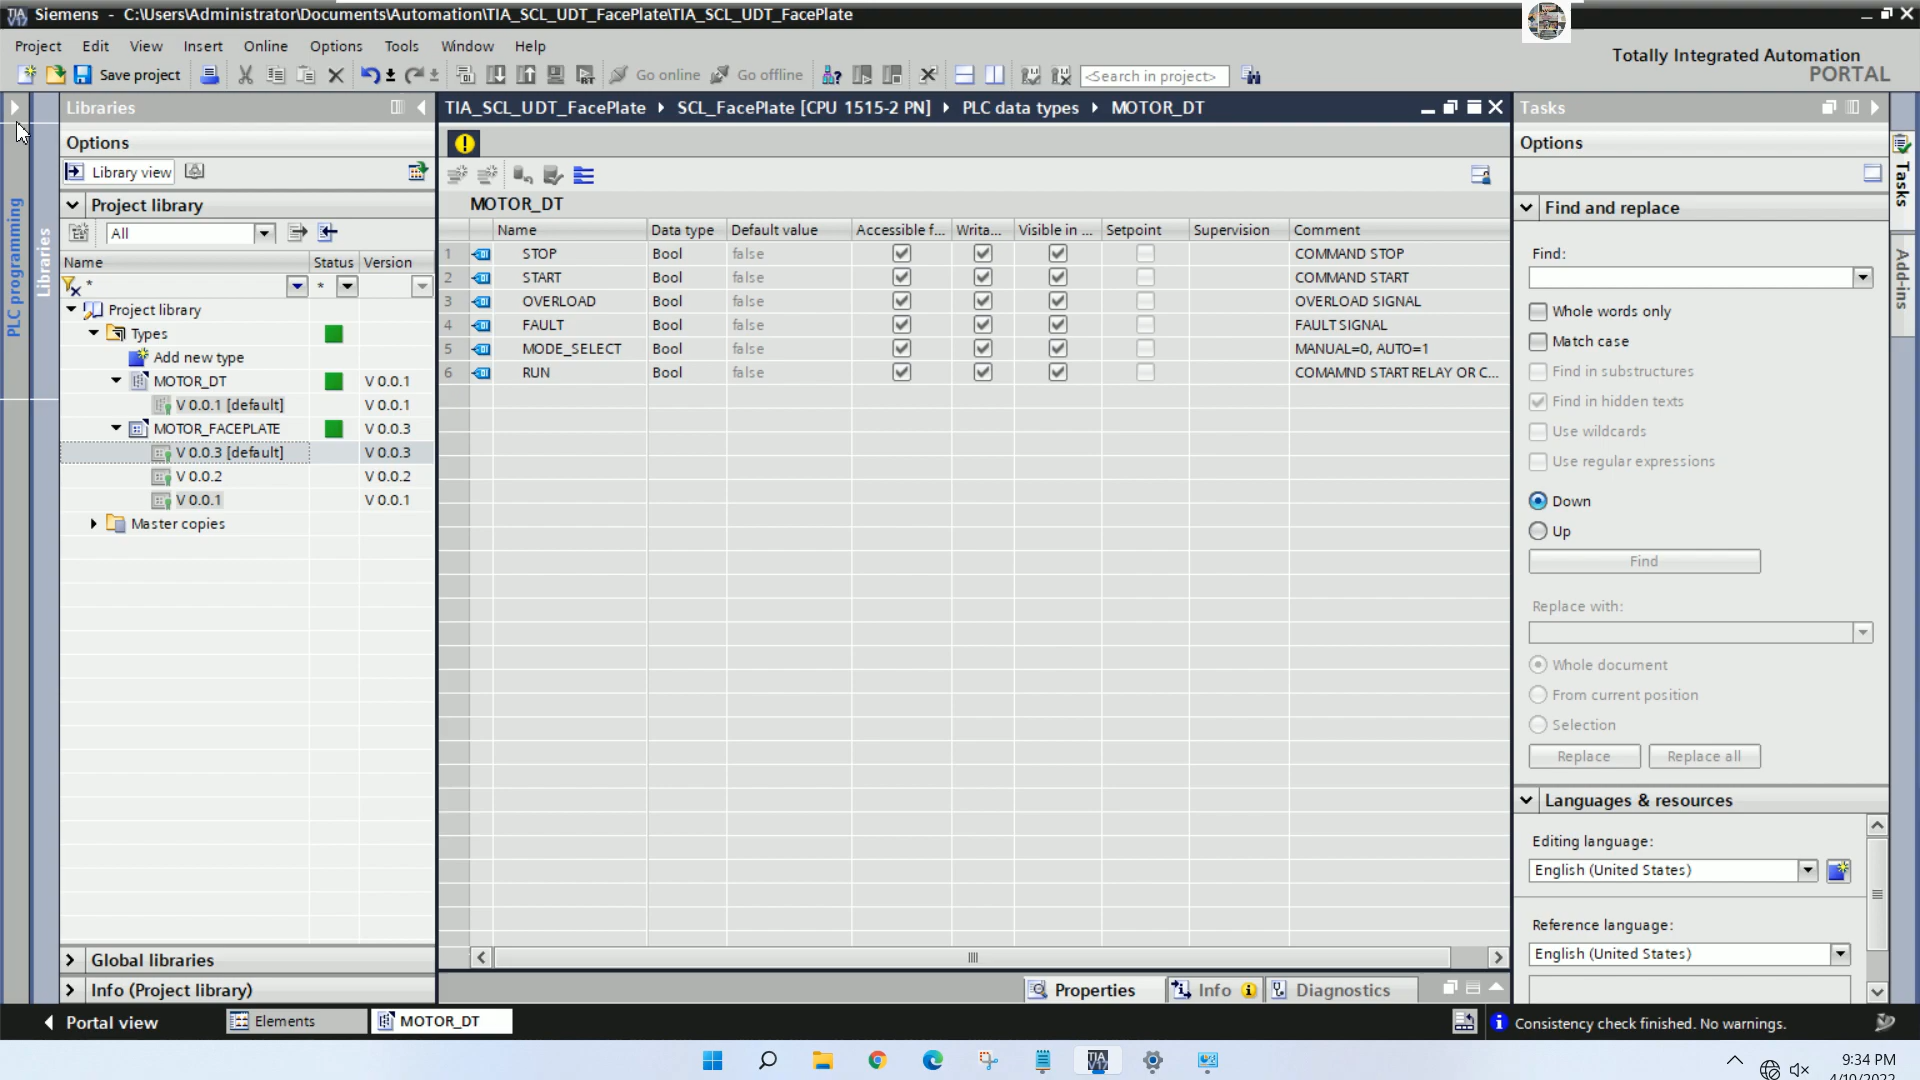 Siemens - C:\Users\Administrator\Documents\Automation\TIA_SCL_UDT_FacePlate\TIA_SCL_UDT_FacePlate
Project Edit View Insert Online Options Tools Window Help
Totally Integrated Automation
PORTAL
Save project Go online Go offline <Search in project>
Libraries
TIA_SCL_UDT_FacePlate SCL_FacePlate [CPU 1515-2 PN] PLC data types MOTOR_DT
Tasks
Options
Options
Library view
Project library
MOTOR_DT
Find and replace
All
Name Data type Default value Accessible f... Writa... Visible in ... Setpoint Supervision Comment
Name Status Version
1 STOP Bool false COMMAND STOP
2 START Bool false COMMAND START
3 OVERLOAD Bool false OVERLOAD SIGNAL
4 FAULT Bool false FAULT SIGNAL
5 MODE_SELECT Bool false MANUAL=0, AUTO=1
6 RUN Bool false COMAMND START RELAY OR C...
* *
Project library
Types
Add new type
MOTOR_DT V 0.0.1
V 0.0.1 [default] V 0.0.1
MOTOR_FACEPLATE V 0.0.3
V 0.0.3 [default] V 0.0.3
V 0.0.2 V 0.0.2
V 0.0.1 V 0.0.1
Master copies
Global libraries
Info (Project library)
PLC programming
Libraries
Find:
Whole words only
Match case
Find in substructures
Find in hidden texts
Use wildcards
Use regular expressions
Down
Up
Find
Replace with:
Whole document
From current position
Selection
Replace Replace all
Languages & resources
Editing language:
English (United States)
Reference language:
English (United States)
Tasks
Add-ins
Properties Info Diagnostics
Portal view Elements MOTOR_DT Consistency check finished. No warnings.
TIA V17
9:34 PM
4/10/2022